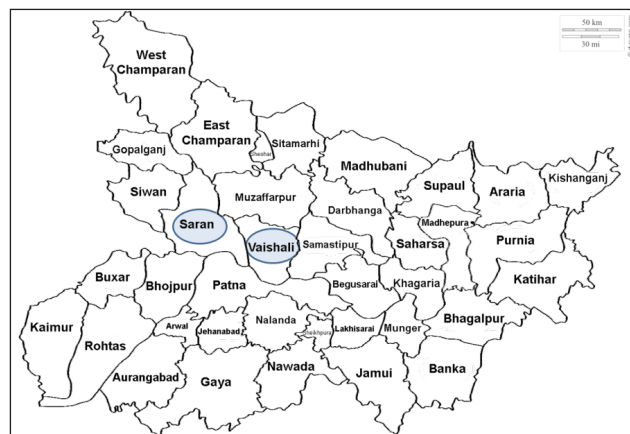 50 km
30 mi
West
Champaran
East
Champaran
Sheohar
Sitamarhi
Gopalganj
Madhubani
Kishanganj
Siwan
Muzaffarpur
Supaul
Araria
Darbhanga
Saran
Madhepura
Vaishali
Samastipur
Saharsa
Purnia
Buxar
Bhojpur
Patna
Begusarai
Khagaria
Katihar
Kaimur
Rohtas
Arwal
Jehanabad
Nalanda
Sheikhpura
Lakhisarai
Munger
Bhagalpur
Aurangabad
Gaya
Nawada
Jamui
Banka